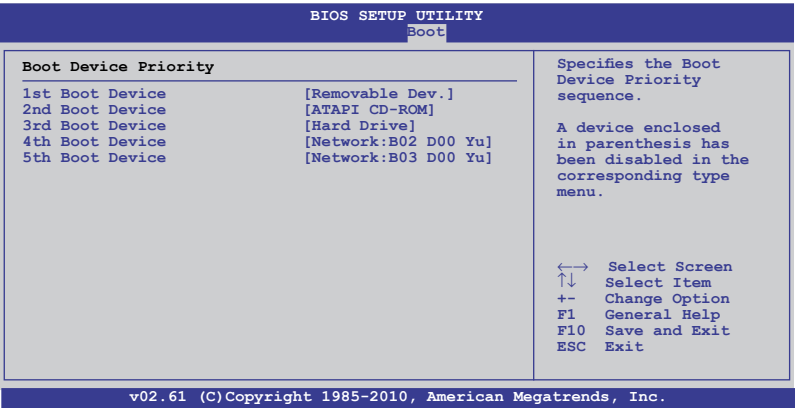 BIOS SETUP UTILITY
Boot
Boot Device Priority
1st Boot Device [Removable Dev.]
2nd Boot Device [ATAPI CD-ROM]
3rd Boot Device [Hard Drive]
4th Boot Device [Network:B02 D00 Yu]
5th Boot Device [Network:B03 D00 Yu]
Specifies the Boot
Device Priority
sequence.
A device enclosed
in parenthesis has
been disabled in the
corresponding type
menu.
←→ Select Screen
↑↓ Select Item
+- Change Option
F1 General Help
F10 Save and Exit
ESC Exit
v02.61 (C)Copyright 1985-2010, American Megatrends, Inc.